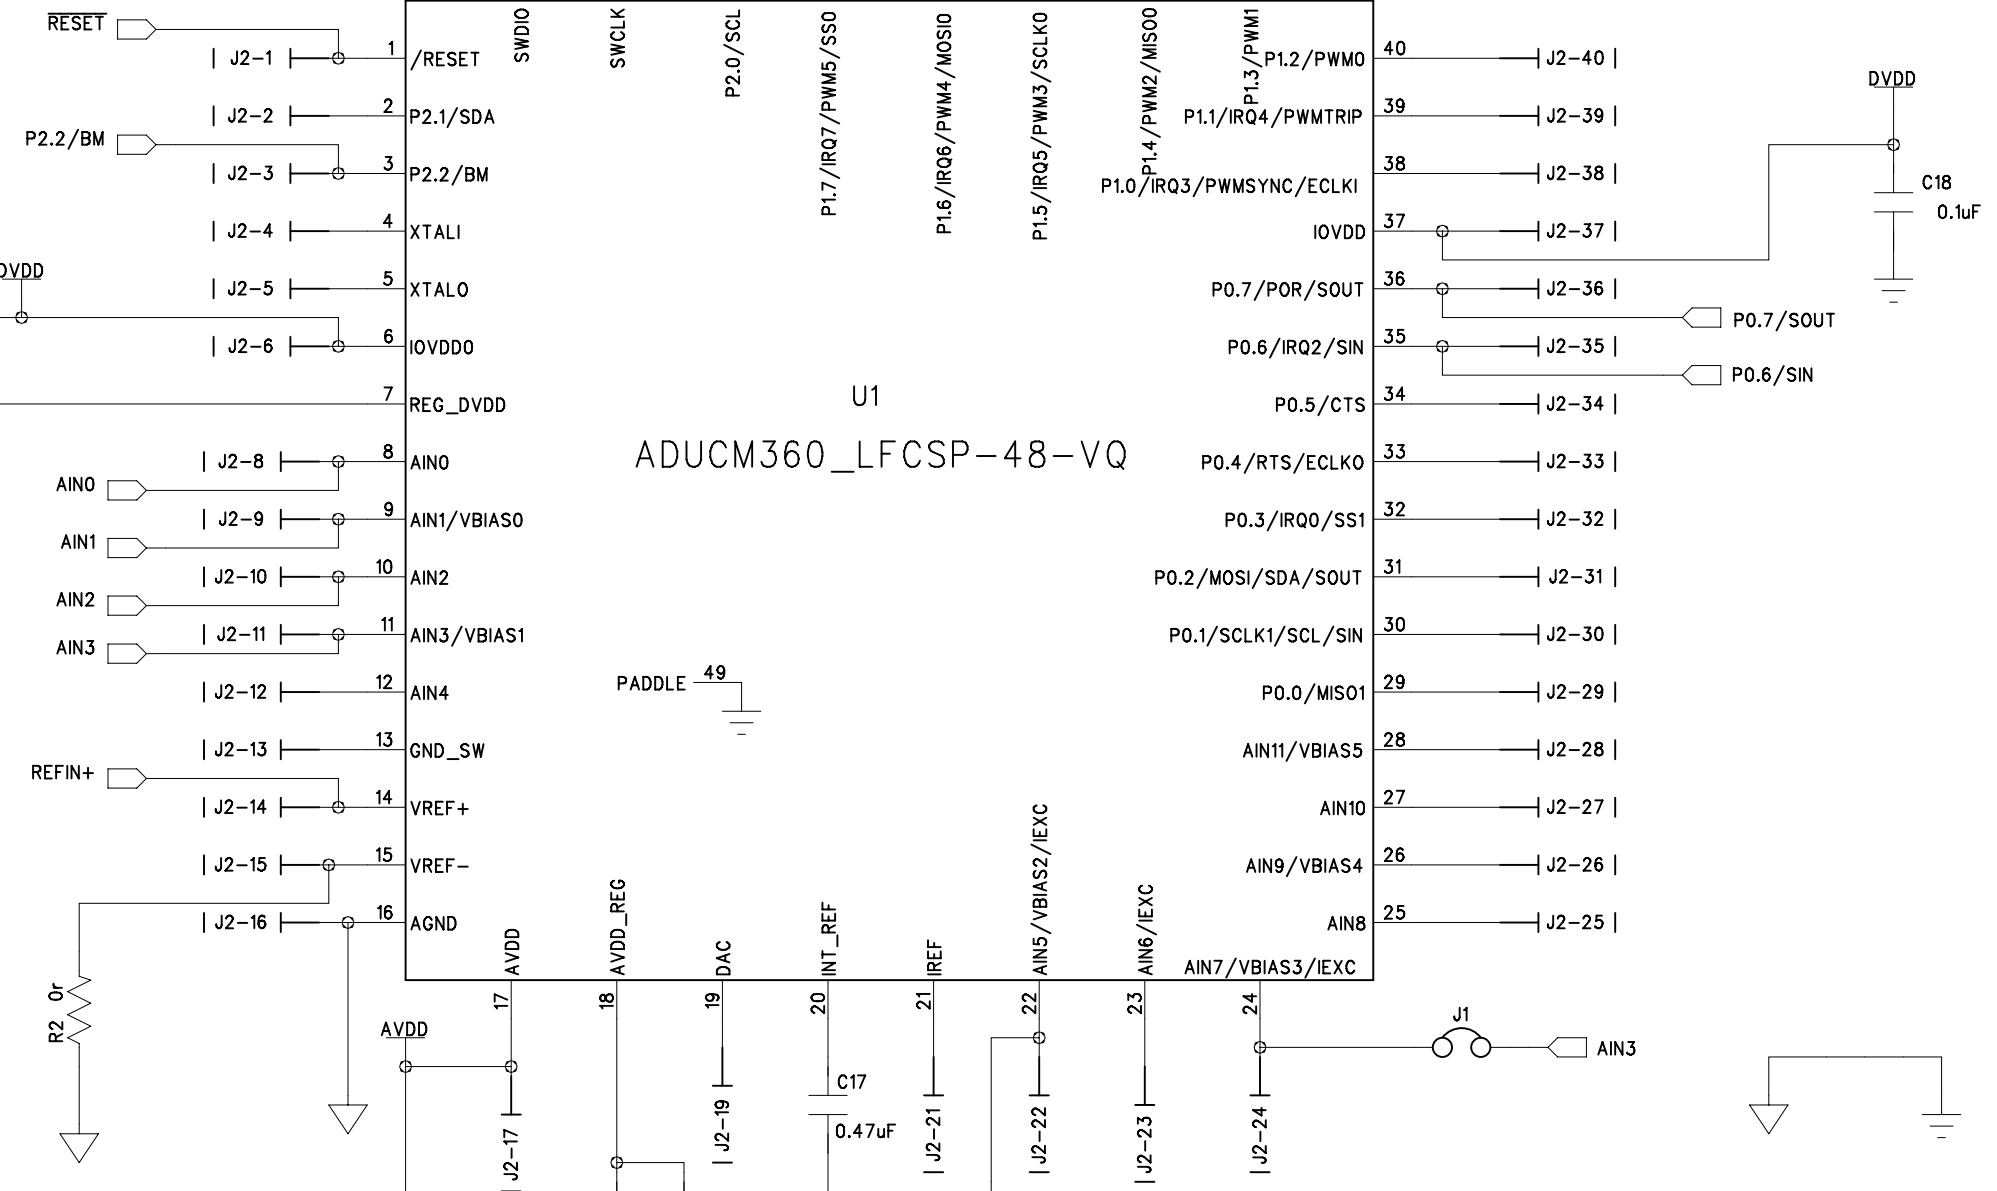 RESET
J2-1
1
/RESET
J2-2
2
P2.1/SDA
P2.2/BM
J2-3
3
P2.2/BM
J2-4
4
XTALI
J2-5
5
XTALO
DVDD
J2-6
6
IOVDD0
7
REG_DVDD
J2-8
8
AIN0
AIN0
J2-9
9
AIN1/VBIAS0
AIN1
J2-10
10
AIN2
AIN2
J2-11
11
AIN3/VBIAS1
AIN3
J2-12
12
AIN4
J2-13
13
GND_SW
REFIN+
J2-14
14
VREF+
J2-15
15
VREF-
J2-16
16
AGND
R2 0r
SWDIO
SWCLK
P2.0/SCL
P1.7/IRQ7/PWM5/SS0
P1.6/IRQ6/PWM4/MOSI0
P1.5/IRQ5/PWM3/SCLK0
P1.4/PWM2/MISO0
P1.3/PWM1
U1
ADUCM360_LFCSP-48-VQ
PADDLE
49
P1.2/PWM0
40
J2-40
P1.1/IRQ4/PWMTRIP
39
J2-39
P1.0/IRQ3/PWMSYNC/ECLKI
38
J2-38
IOVDD
37
J2-37
P0.7/POR/SOUT
36
J2-36
P0.7/SOUT
P0.6/IRQ2/SIN
35
J2-35
P0.6/SIN
P0.5/CTS
34
J2-34
P0.4/RTS/ECLKO
33
J2-33
P0.3/IRQ0/SS1
32
J2-32
P0.2/MOSI/SDA/SOUT
31
J2-31
P0.1/SCLK1/SCL/SIN
30
J2-30
P0.0/MISO1
29
J2-29
AIN11/VBIAS5
28
J2-28
AIN10
27
J2-27
AIN9/VBIAS4
26
J2-26
AIN8
25
J2-25
DVDD
C18
0.1uF
AVDD
AVDD_REG
DAC
INT_REF
IREF
AIN5/VBIAS2/IEXC
AIN6/IEXC
AIN7/VBIAS3/IEXC
17
18
19
20
21
22
23
24
AVDD
J2-17
J2-19
C17
0.47uF
J2-21
J2-22
J2-23
J2-24
J1
AIN3